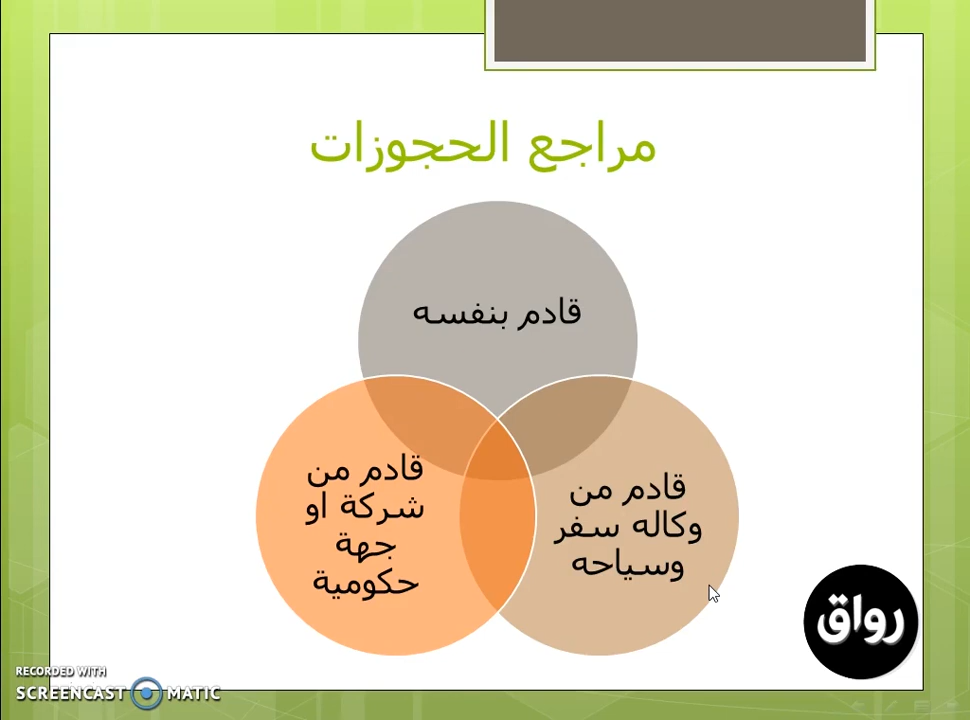 مراجع الحجوزات
قادم بنفسه
قادم من
وكاله سفر
وسياحه
قادم من
شركة او
جهة
حكومية
رواق
RECORDED WITH
SCREENCAST MATIC